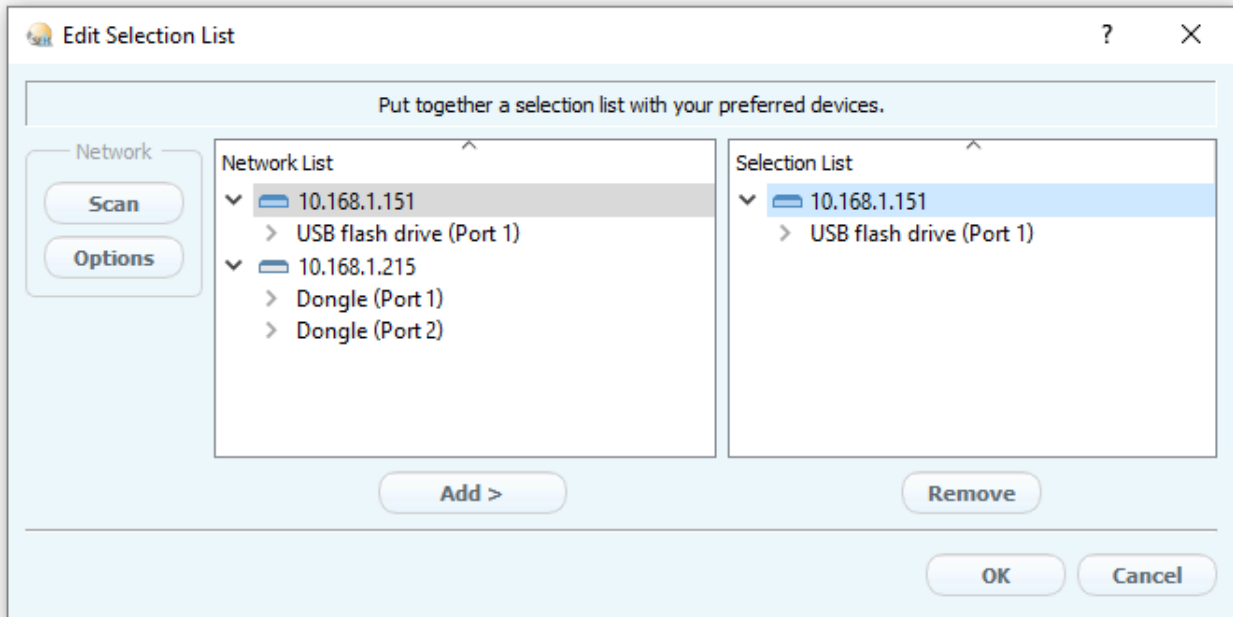 Edit Selection List
?
Put together a selection list with your preferred devices.
Network
Scan
Options
Network List
10.168.1.151
USB flash drive (Port 1)
10.168.1.215
Dongle (Port 1)
Dongle (Port 2)
Add >
Selection List
10.168.1.151
USB flash drive (Port 1)
Remove
OK
Cancel